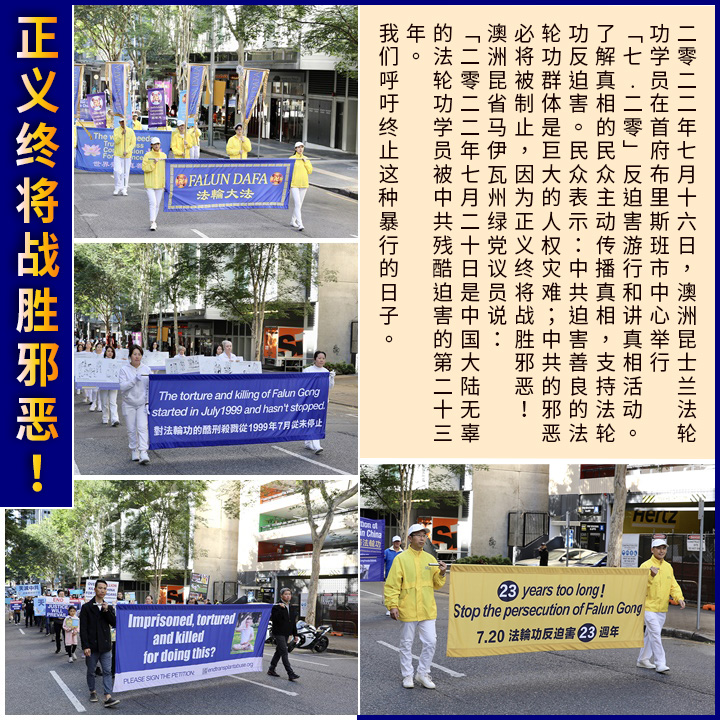 正义终将战胜邪恶！
二零二二年七月十六日，澳洲昆士兰法轮
功学员在首府布里斯班市中心举行
「七．二零」反迫害游行和讲真相活动。
了解真相的民众主动传播真相，支持法轮
功反迫害。民众表示：中共迫害善良的法
轮功群体是巨大的人权灾难；中共的邪恶
必将被制止，因为正义终将战胜邪恶！
澳洲昆省马伊瓦州绿党议员说：
「二零二二年七月二十日是中国大陆无辜
的法轮功学员被中共残酷迫害的第二十三
年。
我们呼吁终止这种暴行的日子。
FALUN DAFA
法輪大法
The torture and killing of Falun Gong
started in July1999 and hasn't stopped.
對法輪功的酷刑殺戮從1999年7月從未停止
Imprisoned, tortured
and killed
for doing this?
PLEASE SIGN THE PETITION
endtransplantabuse.org
Hertz
23 years too long!
Stop the persecution of Falun Gong
7.20 法輪功反迫害 23 週年